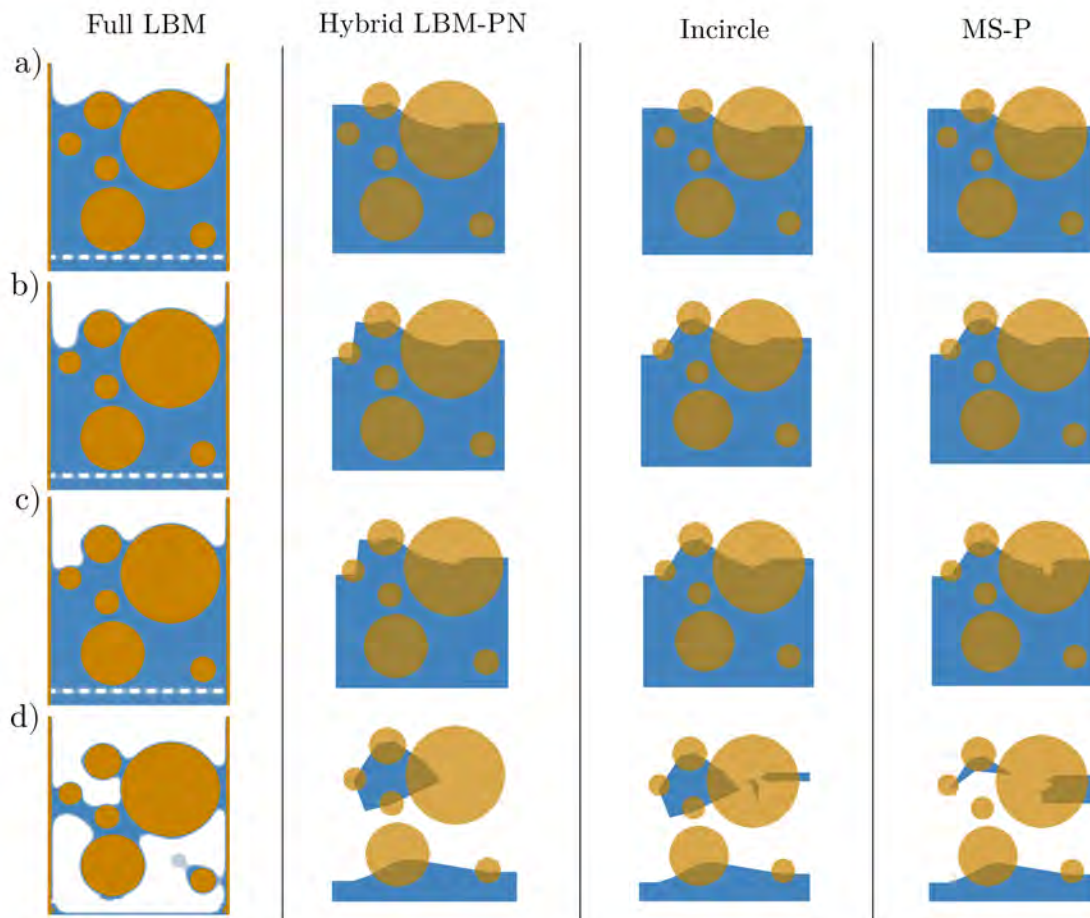 Full LBM
Hybrid LBM-PN
Incircle
MS-P
a)
b)
c)
d)